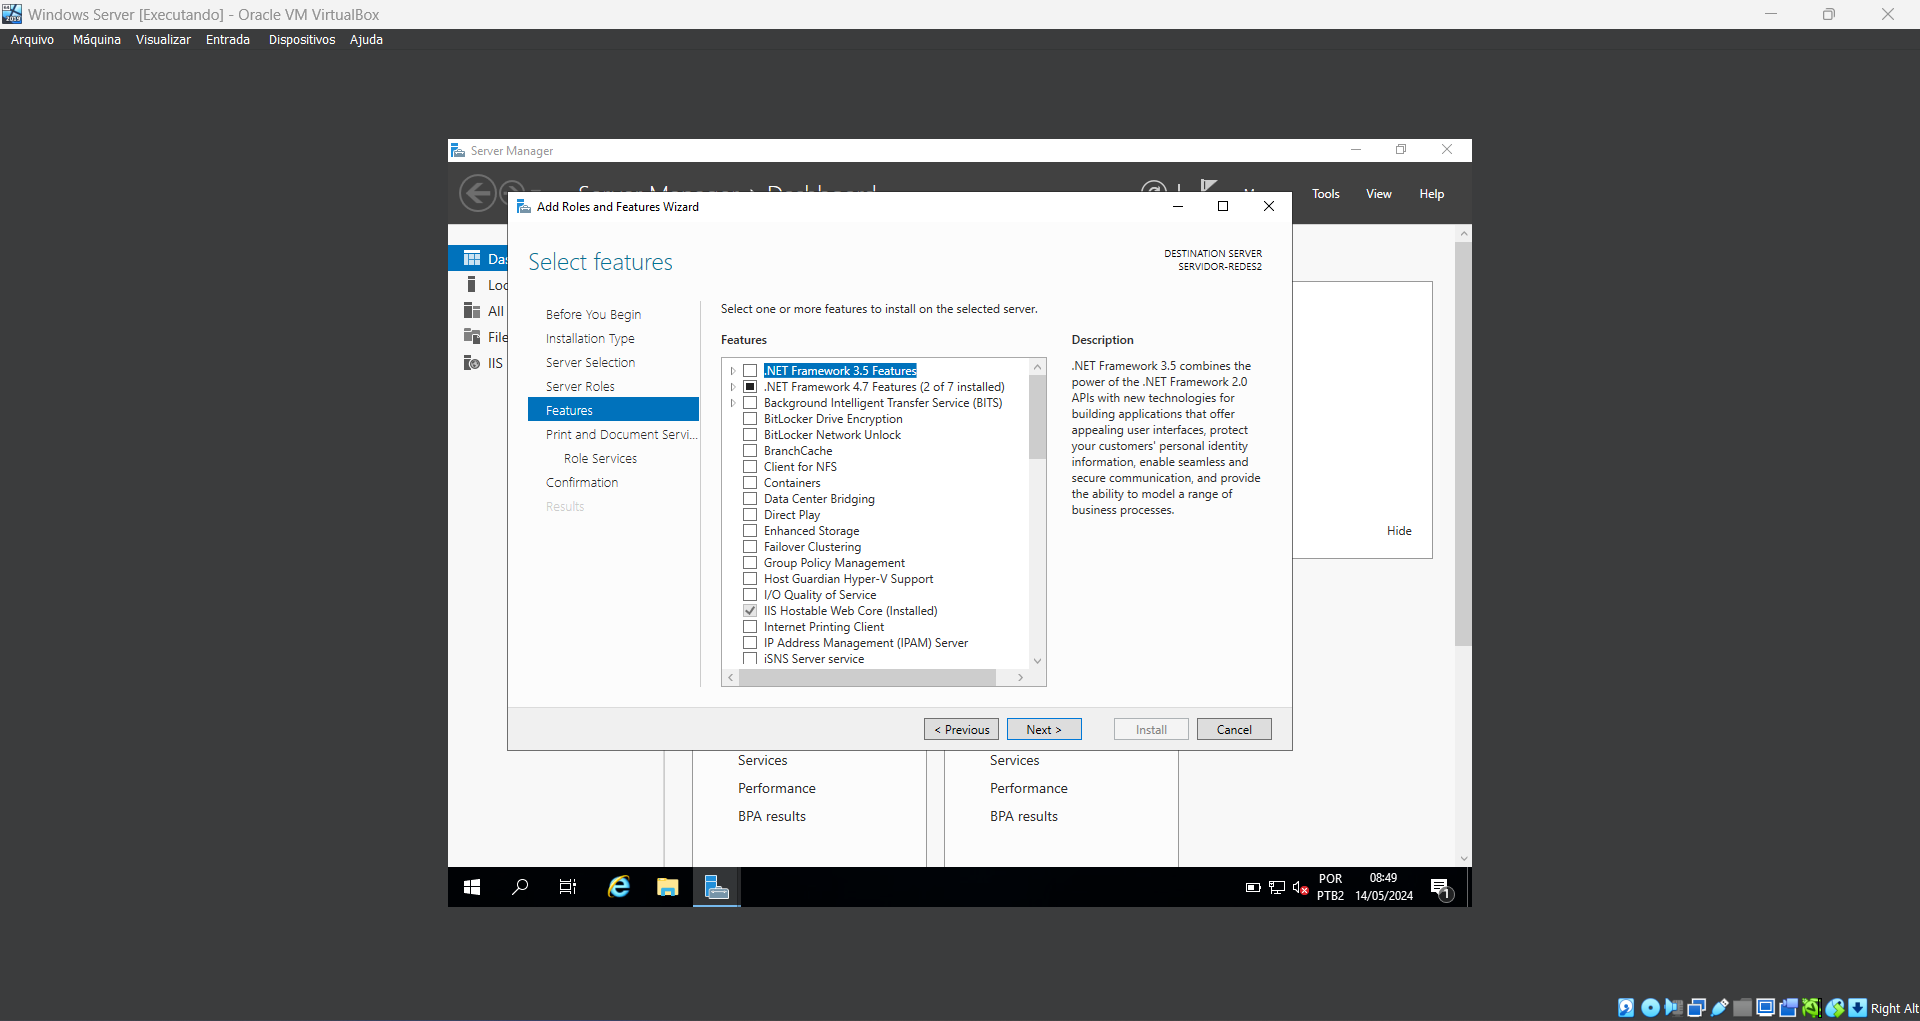 Windows Server [Executando] - Oracle VM VirtualBox
Arquivo Máquina Visualizar Entrada Dispositivos Ajuda
Server Manager
Server Manager Dashboard
Tools View Help
Add Roles and Features Wizard
Select features
DESTINATION SERVER
SERVIDOR-REDES2
Das
Loc
All
File
IIS
Before You Begin
Installation Type
Server Selection
Server Roles
Features
Print and Document Servi...
Role Services
Confirmation
Results
Select one or more features to install on the selected server.
Features
.NET Framework 3.5 Features
.NET Framework 4.7 Features (2 of 7 installed)
Background Intelligent Transfer Service (BITS)
BitLocker Drive Encryption
BitLocker Network Unlock
BranchCache
Client for NFS
Containers
Data Center Bridging
Direct Play
Enhanced Storage
Failover Clustering
Group Policy Management
Host Guardian Hyper-V Support
I/O Quality of Service
IIS Hostable Web Core (Installed)
Internet Printing Client
IP Address Management (IPAM) Server
iSNS Server service
Description
.NET Framework 3.5 combines the
power of the .NET Framework 2.0
APIs with new technologies for
building applications that offer
appealing user interfaces, protect
your customers' personal identity
information, enable seamless and
secure communication, and provide
the ability to model a range of
business processes.
Hide
< Previous Next > Install Cancel
Services Services
Performance Performance
BPA results BPA results
POR
PTB2
08:49
14/05/2024
1
Right Alt